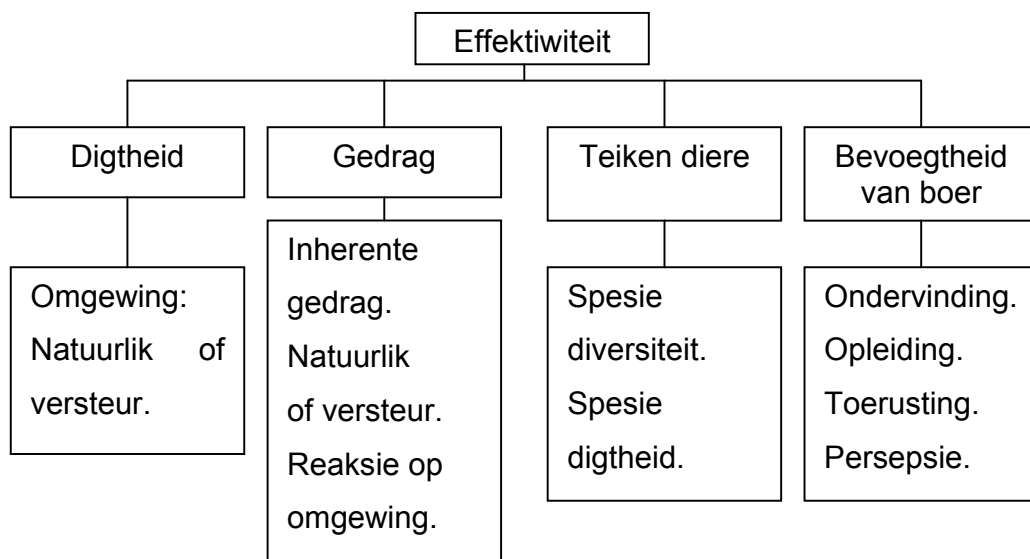 Effektiwiteit
Digtheid
Gedrag
Teiken diere
Bevoegtheid
van boer
Omgewing:
Natuurlik of
versteur.
Inherente
gedrag.
Natuurlik
of versteur.
Reaksie op
omgewing.
Spesie
diversiteit.
Spesie
digtheid.
Ondervinding.
Opleiding.
Toerusting.
Persepsie.